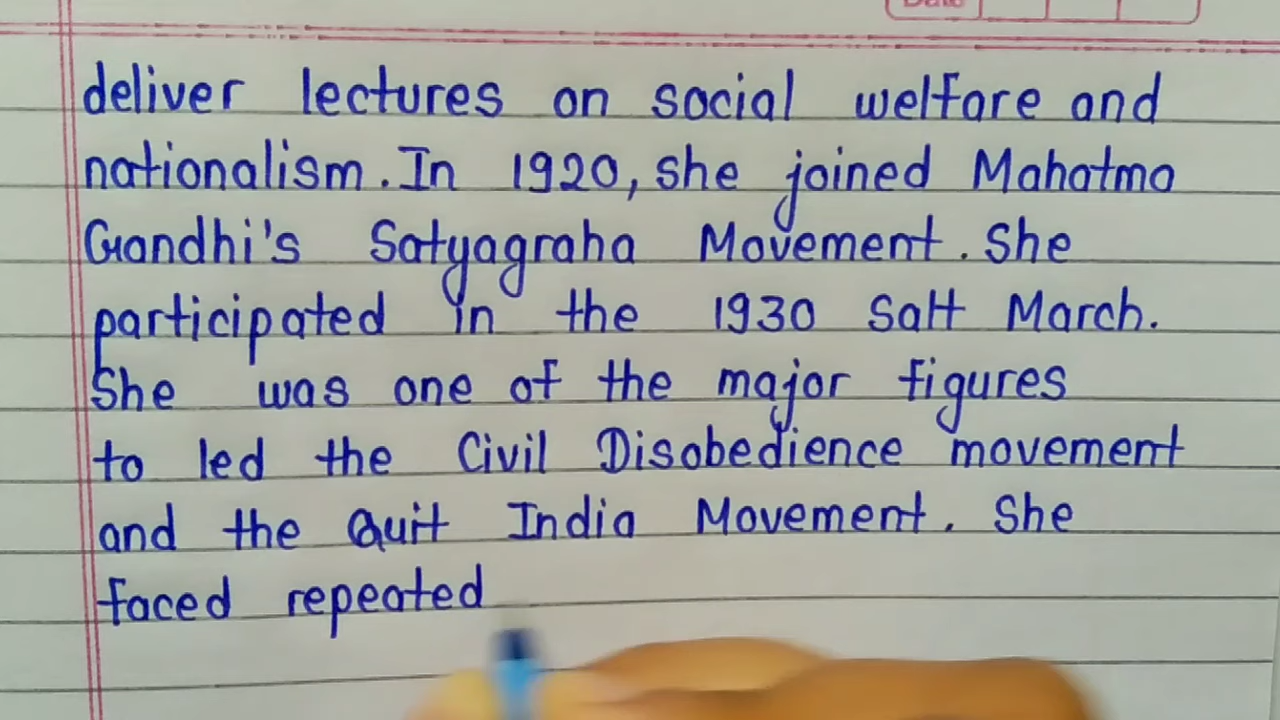 Date
deliver lectures on social welfare and
nationalism. In 1920, she joined Mahatma
Gandhi's Satyagraha Movement. She
participated in the 1930 Salt March.
She was one of the major figures
to led the Civil Disobedience movement
and the Quit India Movement. She
faced repeated